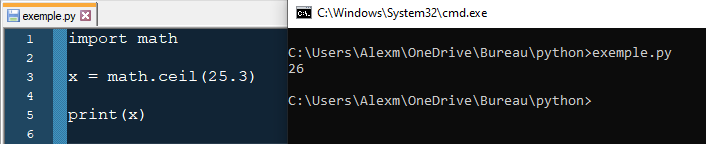 exemple.py
1 import math
2
3 x = math.ceil(25.3)
4
5 print(x)
6
C:\Windows\System32\cmd.exe
C:\Users\Alexm\OneDrive\Bureau\python>exemple.py
26
C:\Users\Alexm\OneDrive\Bureau\python>